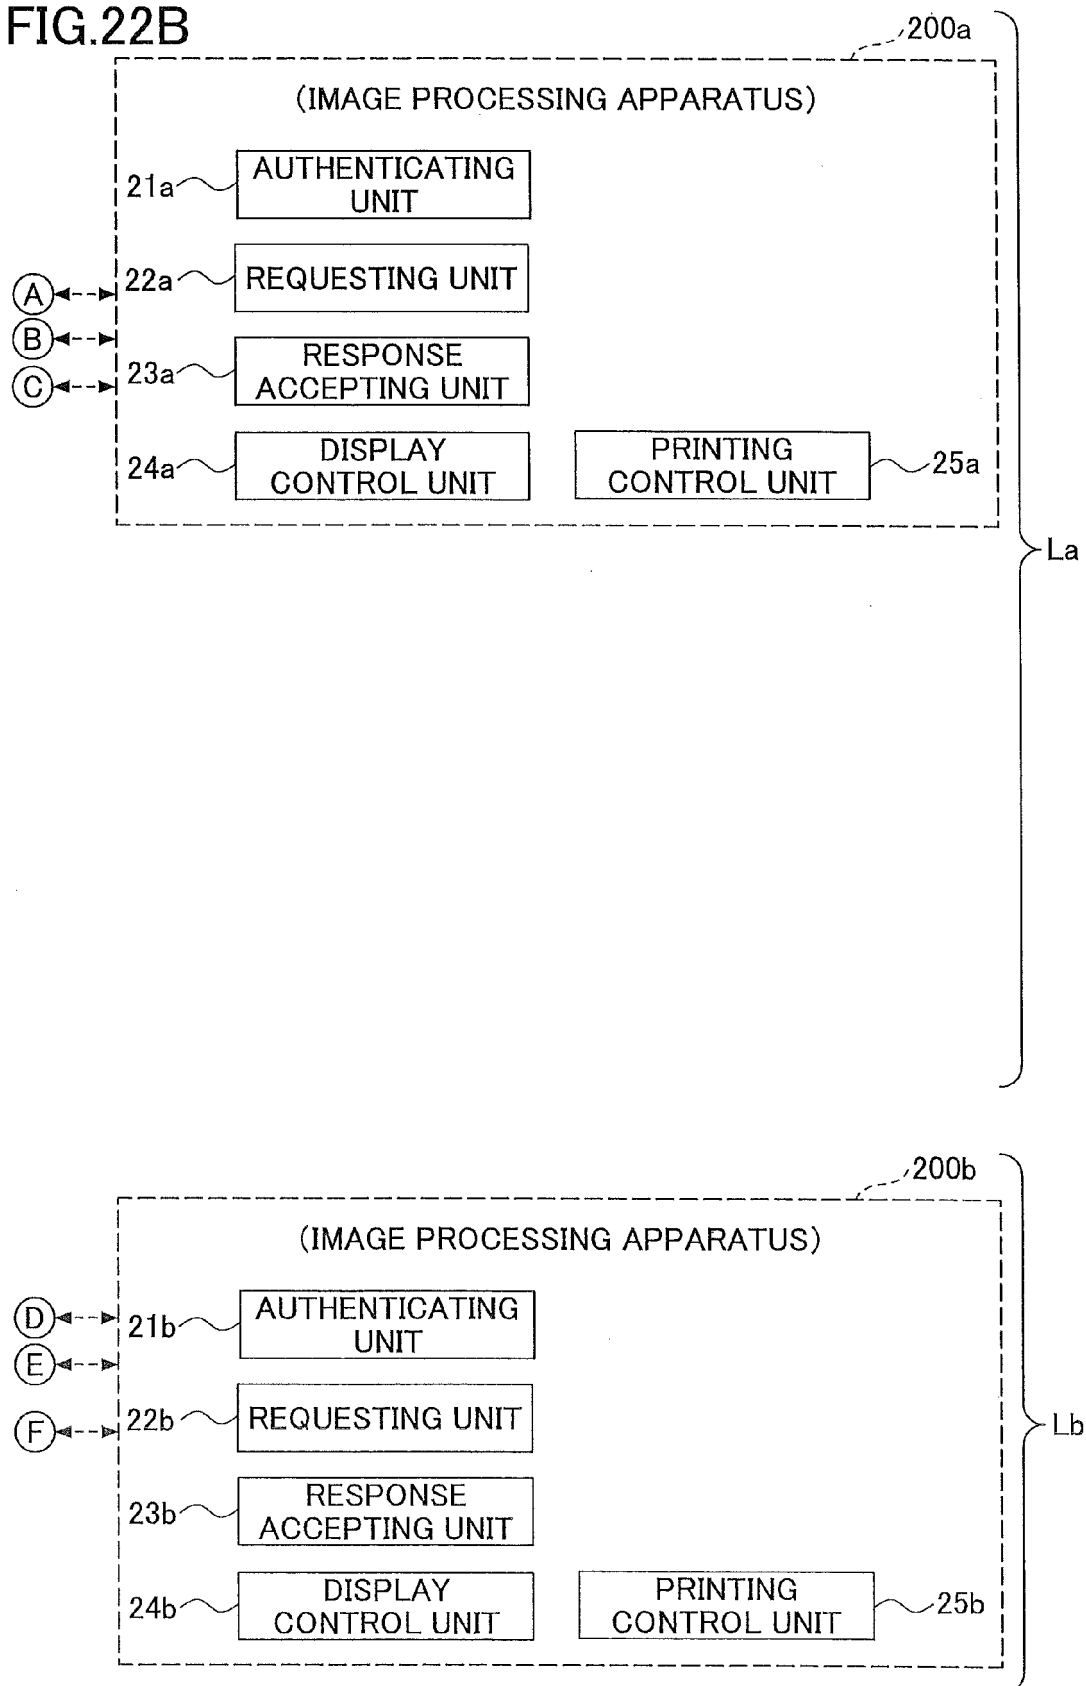 FIG.22B
200a
(IMAGE PROCESSING APPARATUS)
21a
AUTHENTICATING
UNIT
22a
REQUESTING UNIT
A
B
C
23a
RESPONSE
ACCEPTING UNIT
24a
DISPLAY
CONTROL UNIT
PRINTING
CONTROL UNIT
25a
La
200b
(IMAGE PROCESSING APPARATUS)
D
E
F
21b
AUTHENTICATING
UNIT
22b
REQUESTING UNIT
Lb
23b
RESPONSE
ACCEPTING UNIT
24b
DISPLAY
CONTROL UNIT
PRINTING
CONTROL UNIT
25b